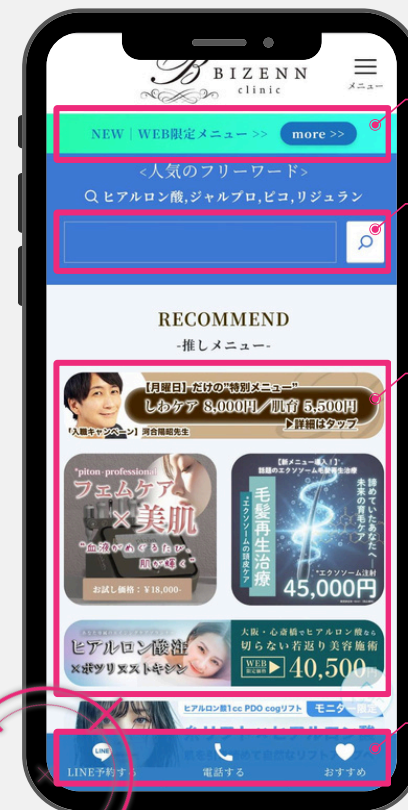 B BIZENN
clinic
メニュー
NEW｜WEB限定メニュー >> more >>
<人気のフリーワード>
ヒアルロン酸,ジャルプロ,ピコ,リジュラン
RECOMMEND
-推しメニュー-
【月曜日】だけの"特別メニュー"
しわケア 8,000円／肌育 5,500円
▶詳細はタップ
「入職キャンペーン」河合陽昭先生
"piton-professional
フェムケア
×美肌
"血液がめぐるたび、
肌が輝く"
お試し価格：¥18,000-
【新メニュー導入！】
話題のエクソソーム毛髪再生治療
諦めていたあなたへ
未来の育毛ケア
毛髪再生治療
"エクソソームの頭皮ケア
"エクソソーム注射
45,000円
ヒアルロン酸注
×ボツリヌストキシン
大阪・心斎橋でヒアルロン酸なら
切らない若返り美容施術
WEB
限定価格
▶ 40,500円
ヒアルロン酸1cc PDO cogリフト モニター限定
LINE
LINE予約する
電話する
おすすめ